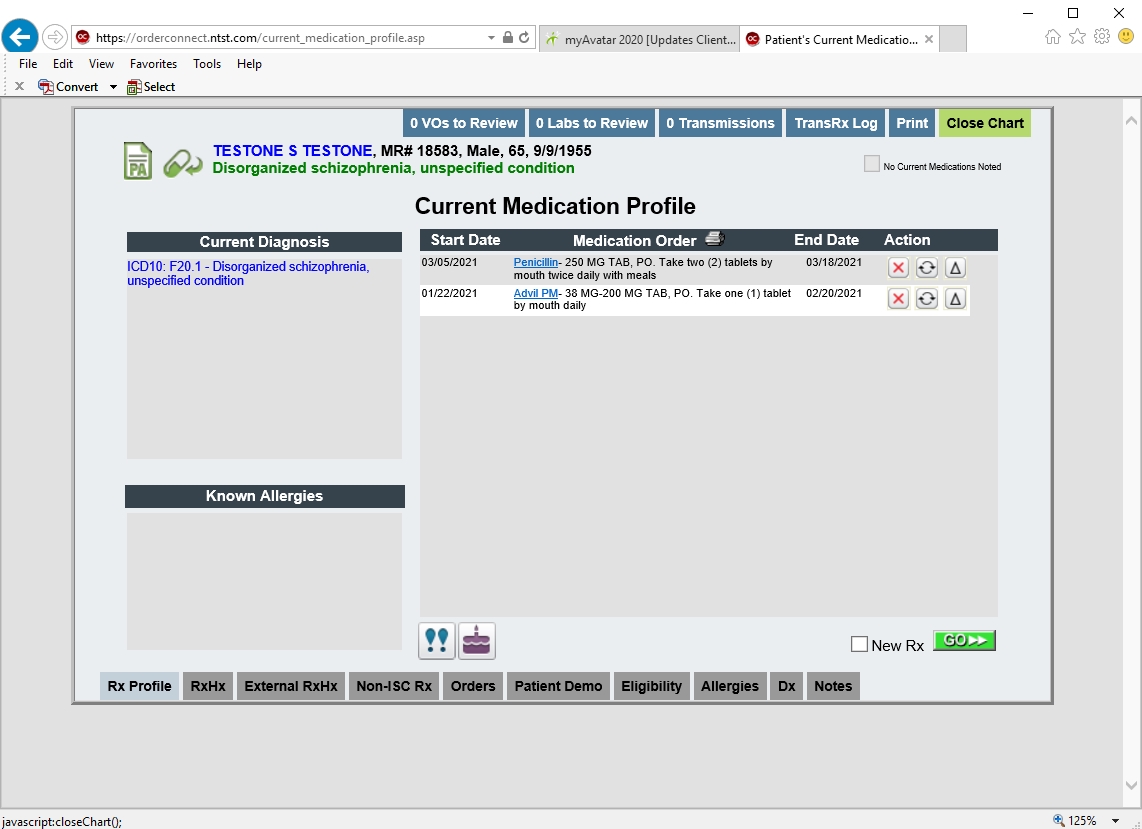 https://orderconnect.ntst.com/current_medication_profile.asp
myAvatar 2020 [Updates Client...
Patient's Current Medicatio...
File Edit View Favorites Tools Help
Convert Select
0 VOs to Review
0 Labs to Review
0 Transmissions
TransRx Log
Print
Close Chart
PA
TESTONE S TESTONE, MR# 18583, Male, 65, 9/9/1955
Disorganized schizophrenia, unspecified condition
No Current Medications Noted
Current Medication Profile
Current Diagnosis
ICD10: F20.1 - Disorganized schizophrenia,
unspecified condition
Known Allergies
Start Date Medication Order End Date Action
03/05/2021 Penicillin- 250 MG TAB, PO. Take two (2) tablets by 03/18/2021
mouth twice daily with meals
01/22/2021 Advil PM- 38 MG-200 MG TAB, PO. Take one (1) tablet 02/20/2021
by mouth daily
New Rx GO
Rx Profile RxHx External RxHx Non-ISC Rx Orders Patient Demo Eligibility Allergies Dx Notes
javascript:closeChart();
125%